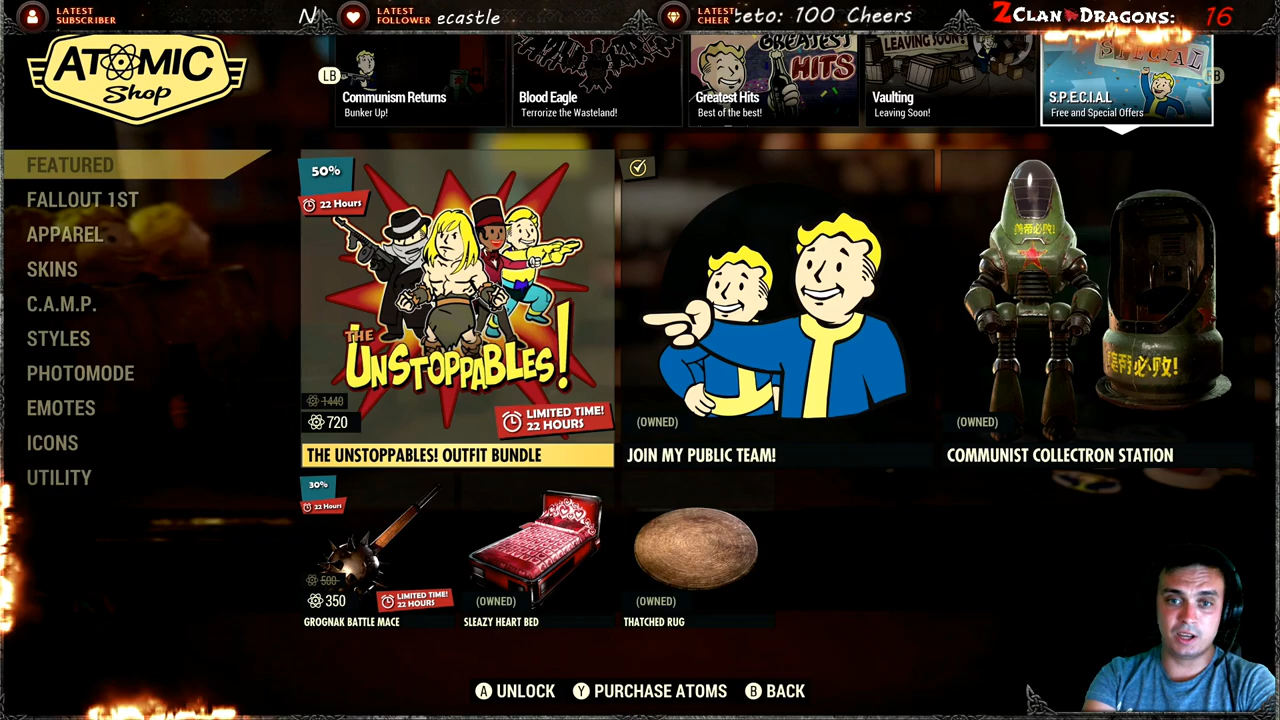 LATEST
SUBSCRIBER
N
LATEST
FOLLOWER
ecastle
LATEST
CHEER
teto: 100 Cheers
ZClan Dragons:
16
ATOMIC
Shop
LB
Communism Returns
Bunker Up!
Blood Eagle
Terrorize the Wasteland!
GREATEST
HITS
Greatest Hits
Best of the best!
LEAVING SOON!
Vaulting
Leaving Soon!
SPECIAL
S.P.E.C.I.A.L
Free and Special Offers
FEATURED
FALLOUT 1ST
APPAREL
SKINS
C.A.M.P.
STYLES
PHOTOMODE
EMOTES
ICONS
UTILITY
50%
22 Hours
THE
UNSTOPPABLES!
1440
720
LIMITED TIME!
22 HOURS
THE UNSTOPPABLES! OUTFIT BUNDLE
(OWNED)
JOIN MY PUBLIC TEAM!
(OWNED)
COMMUNIST COLLECTRON STATION
30%
22 Hours
500
350
LIMITED TIME!
22 HOURS
GROGNAK BATTLE MACE
(OWNED)
SLEAZY HEART BED
(OWNED)
THATCHED RUG
A UNLOCK
Y PURCHASE ATOMS
B BACK